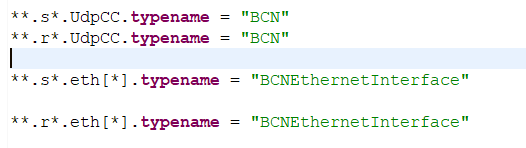 **.s*.UdpCC.typename = "BCN"
**.r*.UdpCC.typename = "BCN"
**.s*.eth[*].typename = "BCNEthernetInterface"
**.r*.eth[*].typename = "BCNEthernetInterface"